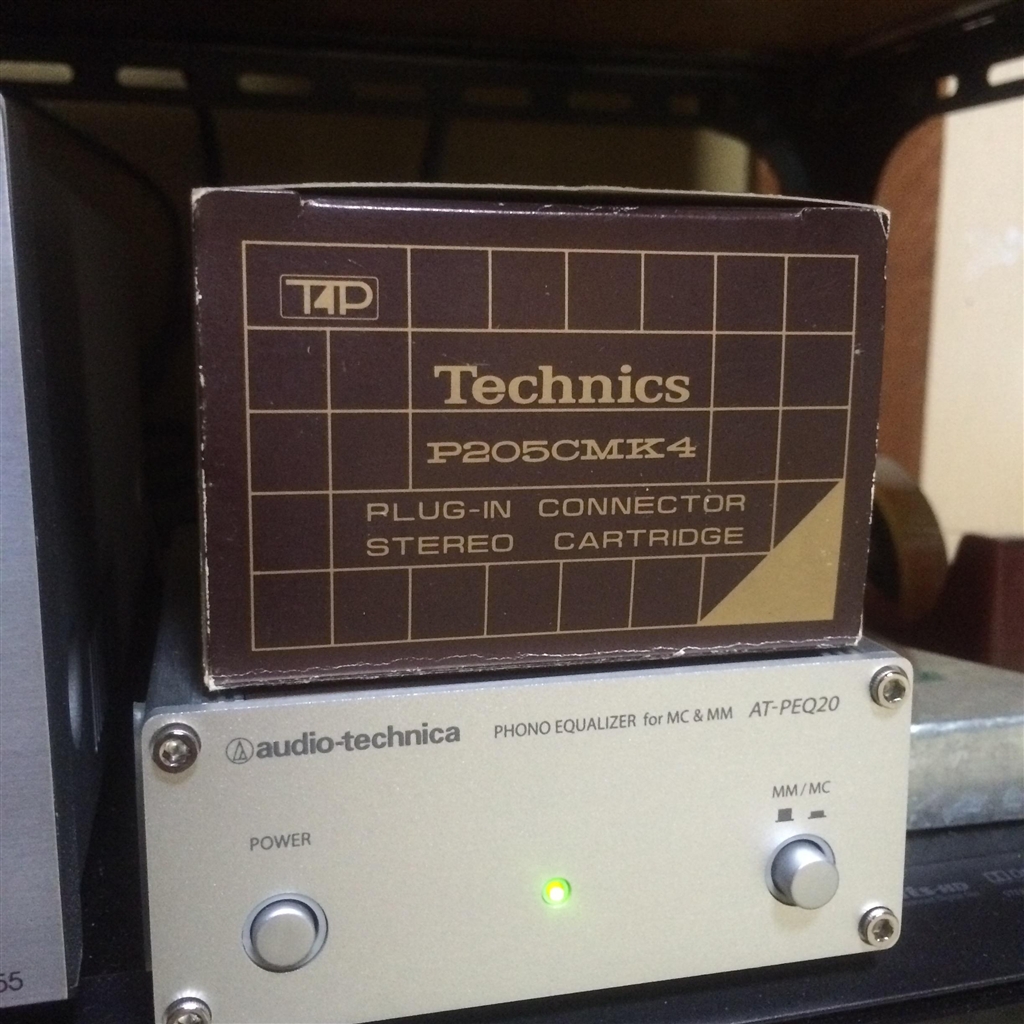 T4P
Technics
P205CMK4
PLUG-IN CONNECTOR
STEREO CARTRIDGE
audio-technica
PHONO EQUALIZER for MC & MM AT-PEQ20
MM/MC
POWER
55